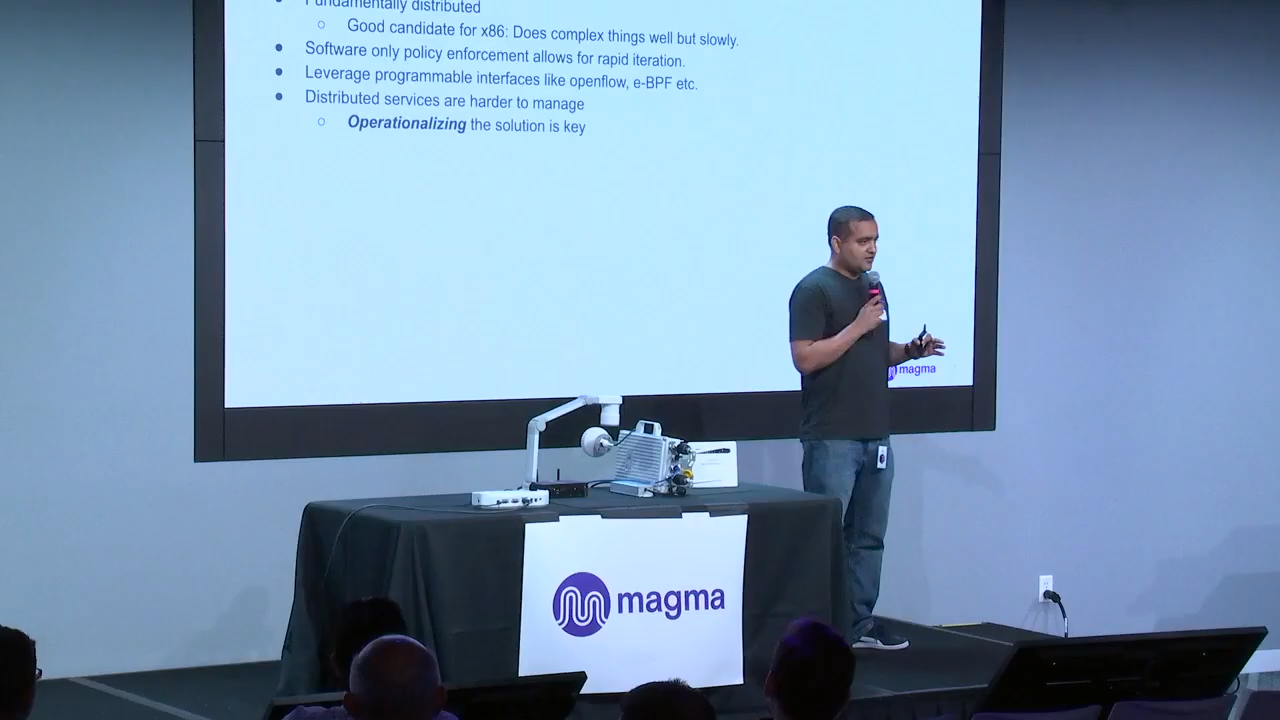 Fundamentally distributed
Good candidate for x86: Does complex things well but slowly.
Software only policy enforcement allows for rapid iteration.
Leverage programmable interfaces like openflow, e-BPF etc.
Distributed services are harder to manage
Operationalizing the solution is key
magma
magma